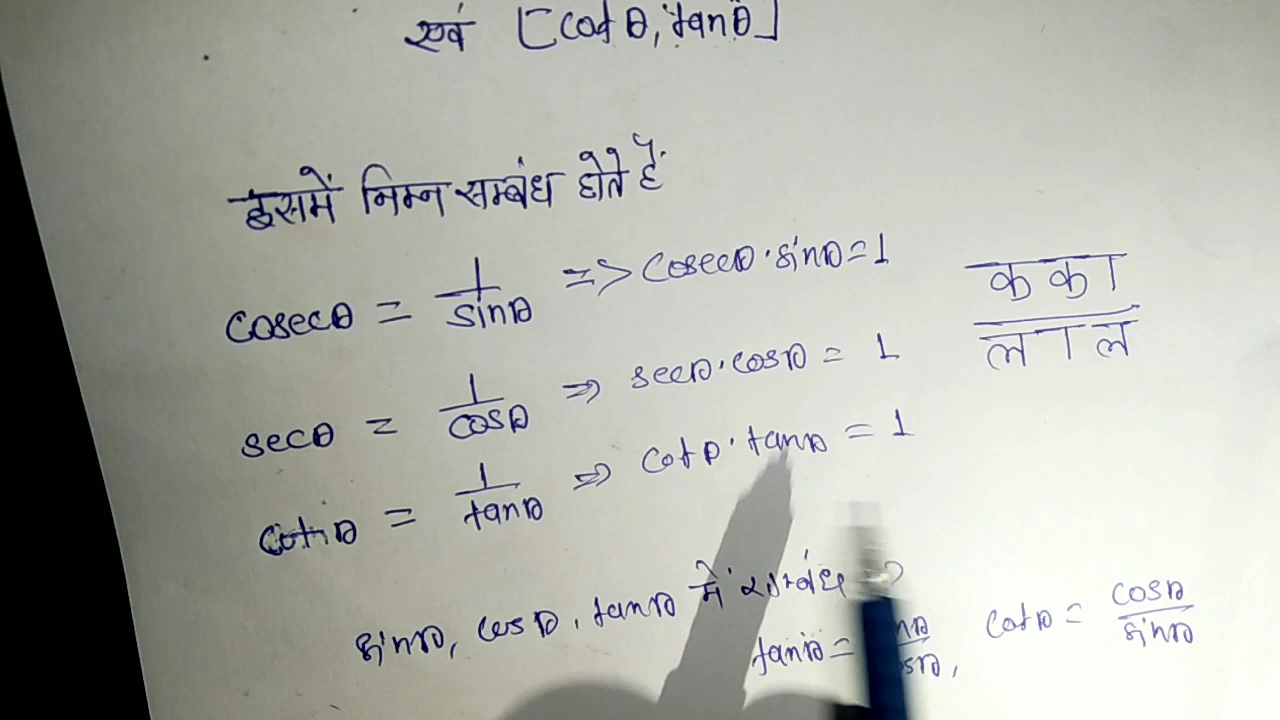 एवं [cotθ, tanθ]
इसमें निम्न सम्बंध होते हैं
cosecθ = 1/sinθ => cosecθ·sinθ=1
secθ = 1/cosθ => secθ·cosθ = 1
cotθ = 1/tanθ => cotθ·tanθ = 1
क का
ल ा ल
sinθ, cosθ, tanθ में सम्बंध
tanθ = cotθ = cosθ/sinθ